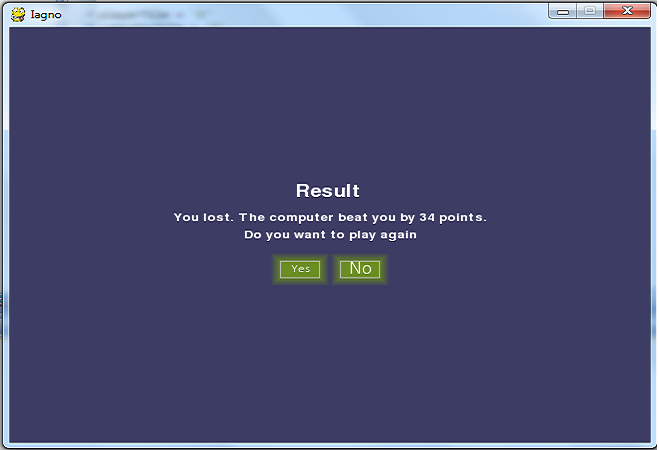 Iagno
Result
You lost. The computer beat you by 34 points.
Do you want to play again
Yes No